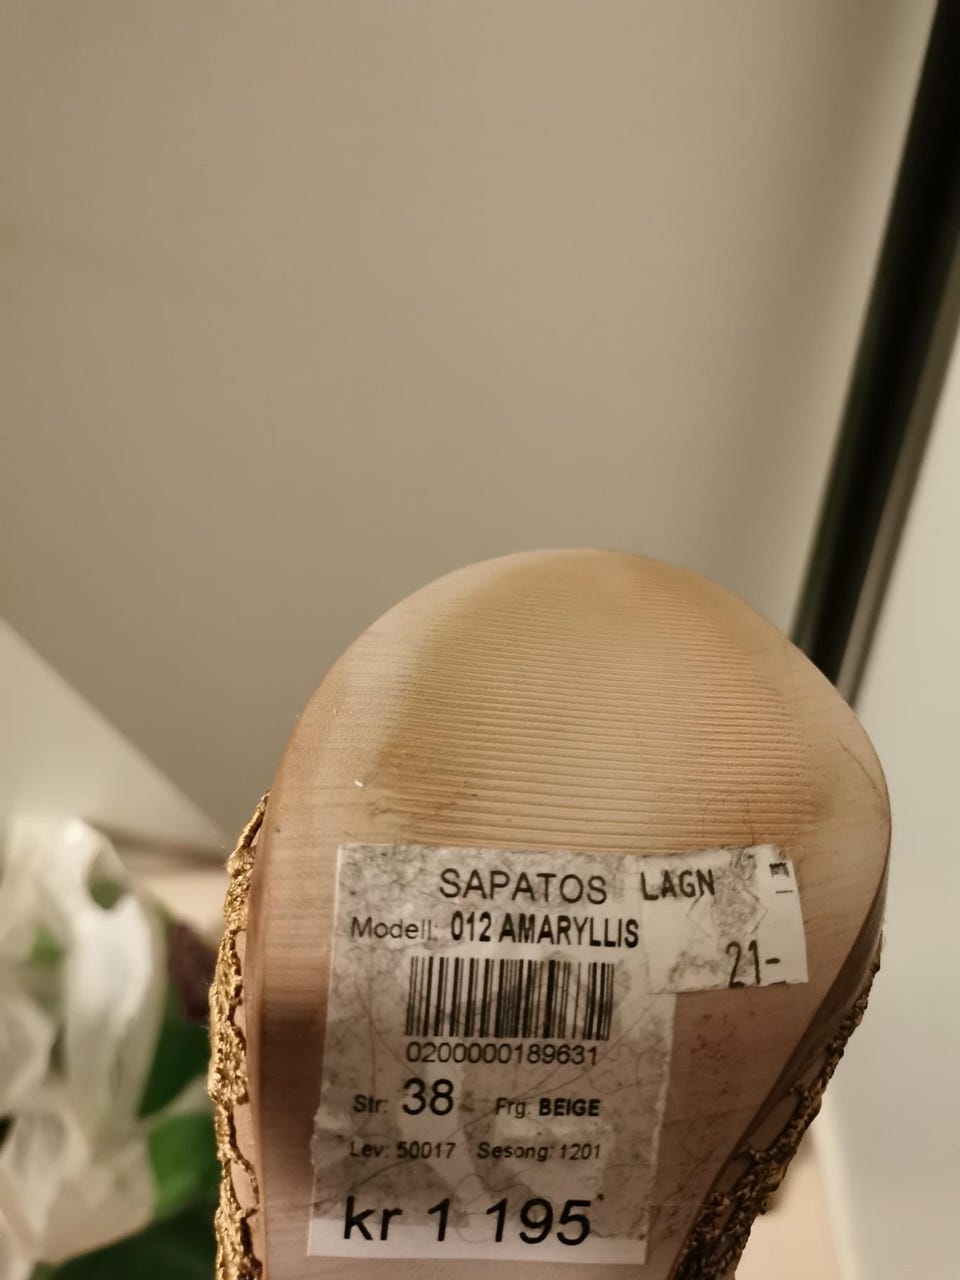 SAPATOS
LAGN
21-
Modell: 012 AMARYLLIS
0200000189631
Str: 38 Frg: BEIGE
Lev: 50017 Sesong: 1201
kr 1 195